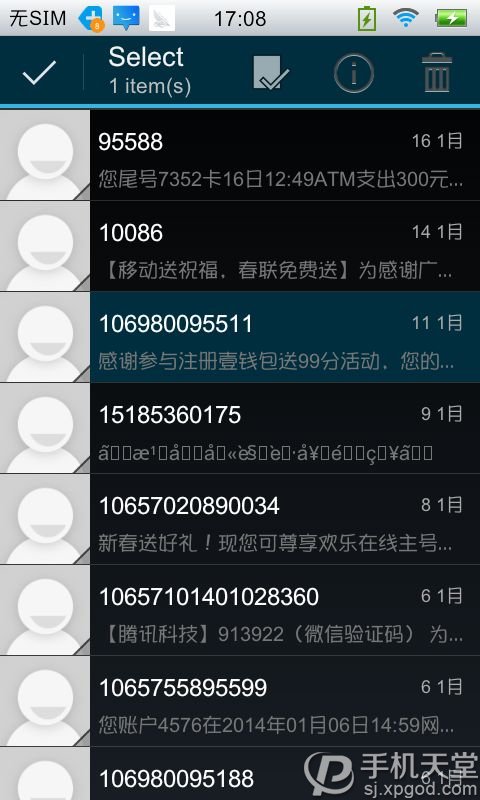 无SIM
8
17:08
Select
1 item(s)
95588
16 1月
您尾号7352卡16日12:49ATM支出300元...
10086
14 1月
【移动送祝福，春联免费送】为感谢广...
106980095511
11 1月
感谢参与注册壹钱包送99分活动，您的...
15185360175
9 1月
10657020890034
8 1月
新春送好礼！现您可尊享欢乐在线主号...
10657101401028360
6 1月
【腾讯科技】913922（微信验证码） 为...
1065755895599
6 1月
您账户4576在2014年01月06日14:59网...
106980095188
6 1月
手机天堂
sj.xpgod.com